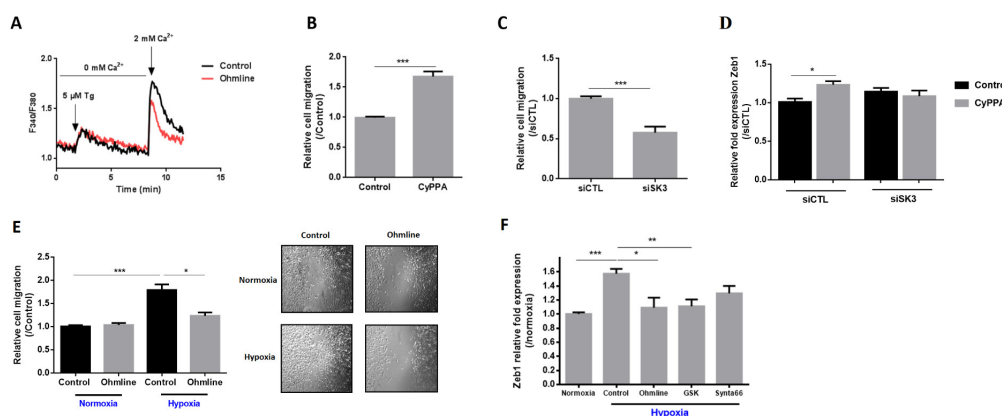 A
2 mM Ca²⁺
0 mM Ca²⁺
5 µM Tg
Control
Ohmline
F340/F380
2.0
1.5
1.0
0
5
10
15
Time (min)
B
***
Relative cell migration
(/Control)
2.0
1.5
1.0
0.5
0.0
Control
CyPPA
C
***
Relative cell migration
(/siCTL)
1.5
1.0
0.5
0.0
siCTL
siSK3
D
*
Relative fold expression Zeb1
(/siCTL)
1.5
1.0
0.5
0.0
siCTL
siSK3
Contro
CyPPA
E
***
*
Relative cell migration
(/Control)
2.5
2.0
1.5
1.0
0.5
0.0
Control
Ohmline
Control
Ohmline
Normoxia
Hypoxia
Control
Ohmline
Normoxia
Hypoxia
F
**
***
*
Zeb1 relative fold expression
(/normoxia)
1.6
1.4
1.2
1.0
0.8
0.6
0.4
0.2
0.0
Normoxia
Control
Ohmline
GSK
Synta66
Hypoxia